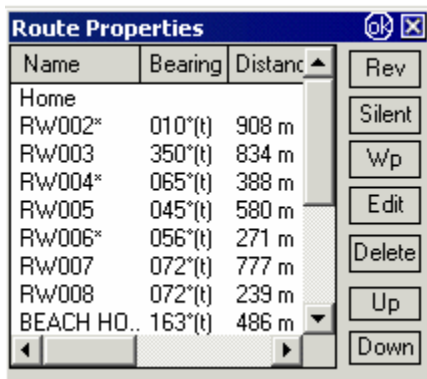 Route Properties ok
Name Bearing Distanc
Home
RW002* 010°(t) 908 m
RW003 350°(t) 834 m
RW004* 065°(t) 388 m
RW005 045°(t) 580 m
RW006* 056°(t) 271 m
RW007 072°(t) 777 m
RW008 072°(t) 239 m
BEACH HO.. 163°(t) 486 m
Rev
Silent
Wp
Edit
Delete
Up
Down